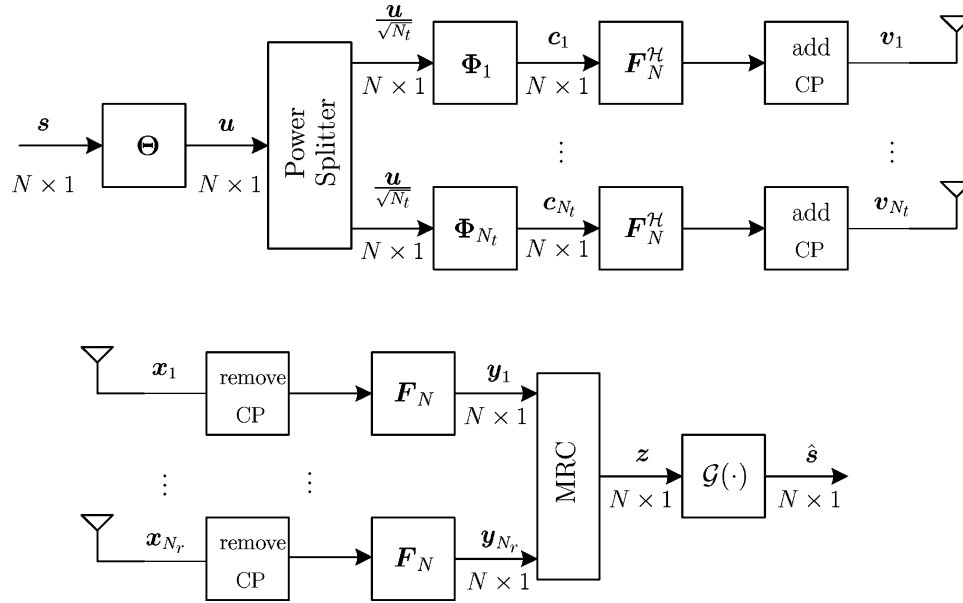 s
N × 1
Θ
u
N × 1
Power
Splitter
u/√N_t
N × 1
Φ_1
c_1
N × 1
F_N^ℋ
add
CP
v_1
⋮
⋮
u/√N_t
N × 1
Φ_{N_t}
c_{N_t}
N × 1
F_N^ℋ
add
CP
v_{N_t}
x_1
remove
CP
F_N
y_1
N × 1
⋮
⋮
MRC
z
N × 1
𝒢(·)
ŝ
N × 1
x_{N_r}
remove
CP
F_N
y_{N_r}
N × 1